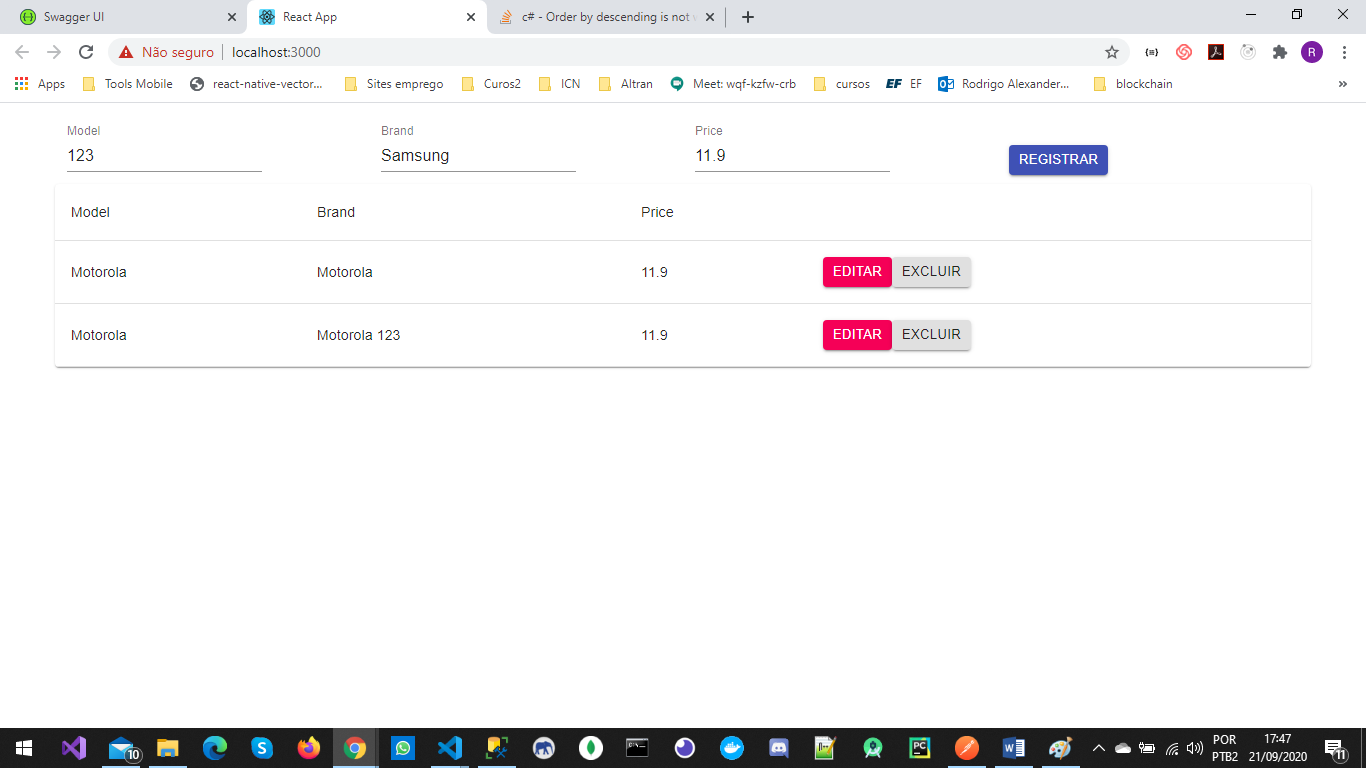 Swagger UI
React App
c# - Order by descending is not
Não seguro
localhost:3000
R
Apps
Tools Mobile
react-native-vector...
Sites emprego
Curos2
ICN
Altran
Meet: wqf-kzfw-crb
cursos
EF EF
Rodrigo Alexander...
blockchain
»
Model
Brand
Price
123
Samsung
11.9
REGISTRAR
Model
Brand
Price
Motorola
Motorola
11.9
EDITAR
EXCLUIR
Motorola
Motorola 123
11.9
EDITAR
EXCLUIR
10
PC
POR
PTB2
17:47
21/09/2020
11